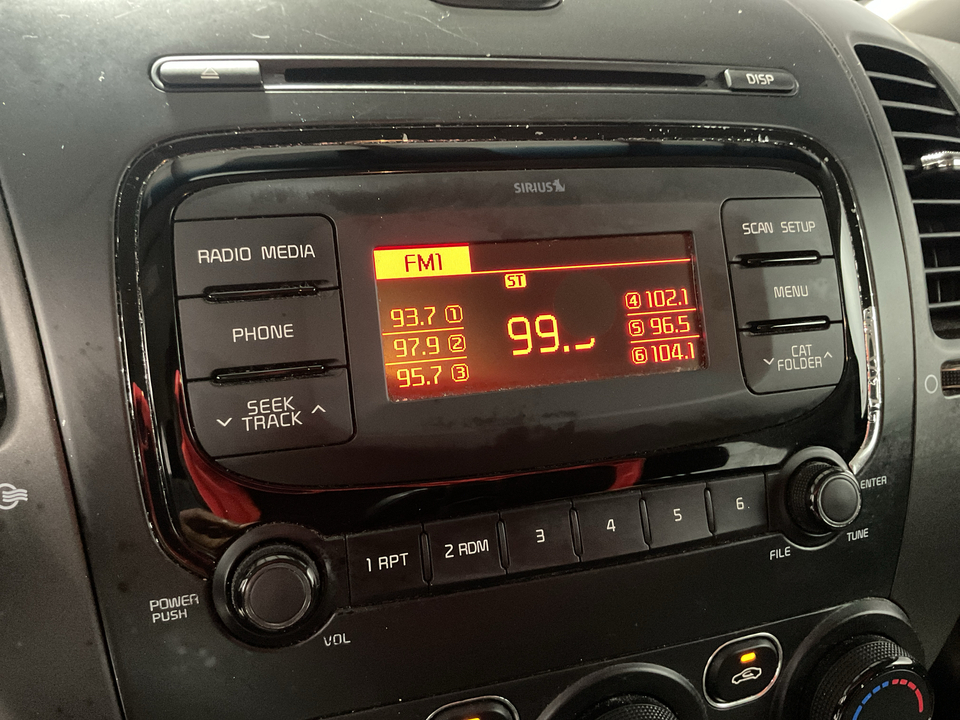 DISP
SIRIUS
RADIO MEDIA
SCAN SETUP
FM1
ST
PHONE
MENU
93.7 1
97.9 2
95.7 3
99.
4 102.1
5 96.5
6 104.1
SEEK
TRACK
CAT
FOLDER
1 RPT
2 RDM
3
4
5
6
ENTER
TUNE
FILE
POWER
PUSH
VOL